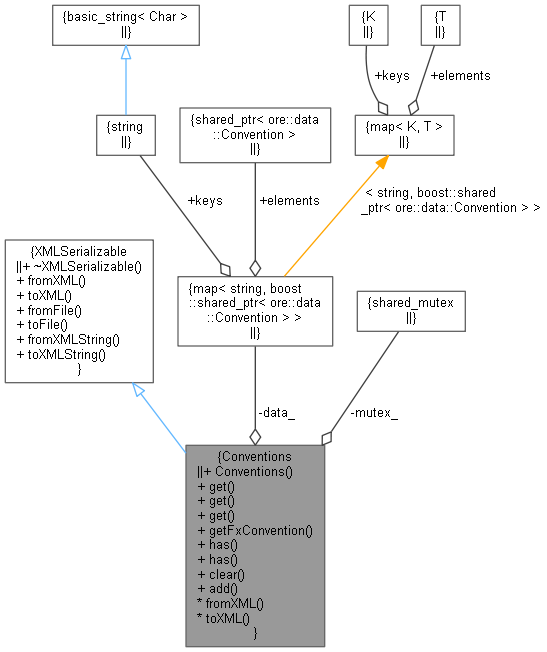 {basic_string< Char >
||}
{K
||}
{T
||}
+keys
+elements
{string
||}
{shared_ptr< ore::data
::Convention >
||}
{map< K, T >
||}
+keys
+elements
< string, boost::shared
_ptr< ore::data::Convention > >
{XMLSerializable
||+ ~XMLSerializable()
+ fromXML()
+ toXML()
+ fromFile()
+ toFile()
+ fromXMLString()
+ toXMLString()
}
{map< string, boost
::shared_ptr< ore::data
::Convention > >
||}
{shared_mutex
||}
-data_
-mutex_
{Conventions
||+ Conventions()
+ get()
+ get()
+ get()
+ getFxConvention()
+ has()
+ has()
+ clear()
+ add()
* fromXML()
* toXML()
}